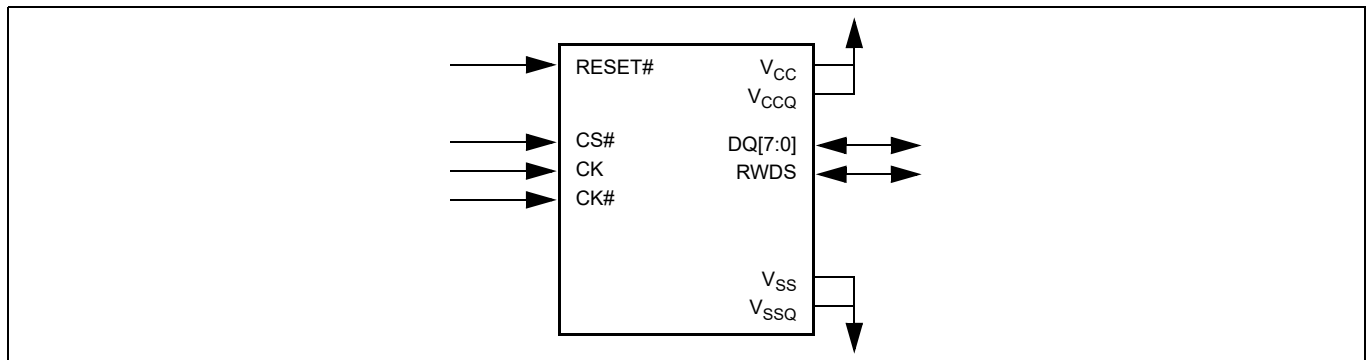 RESET#
CS#
CK
CK#
VCC
VCCQ
DQ[7:0]
RWDS
VSS
VSSQ